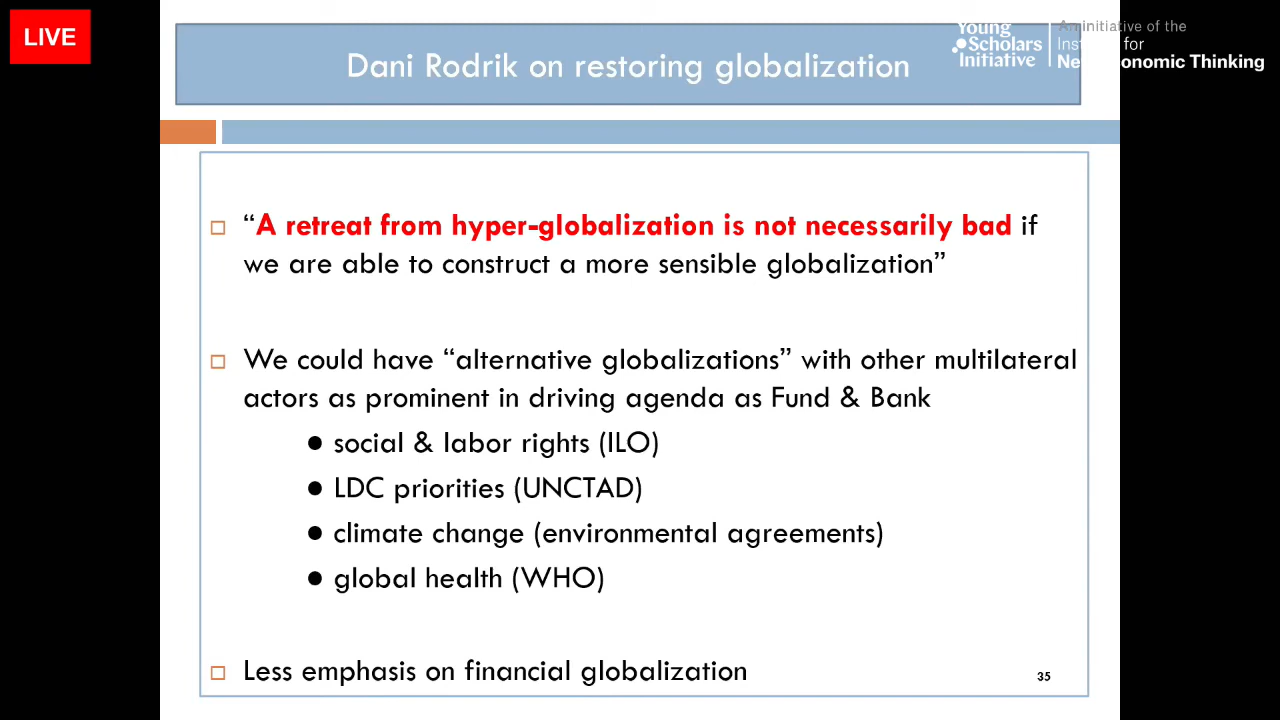 LIVE
Young Scholars Initiative
An initiative of the
Institute for
New Economic Thinking
Dani Rodrik on restoring globalization
“A retreat from hyper-globalization is not necessarily bad if
we are able to construct a more sensible globalization”
We could have “alternative globalizations” with other multilateral
actors as prominent in driving agenda as Fund & Bank
● social & labor rights (ILO)
● LDC priorities (UNCTAD)
● climate change (environmental agreements)
● global health (WHO)
Less emphasis on financial globalization
35